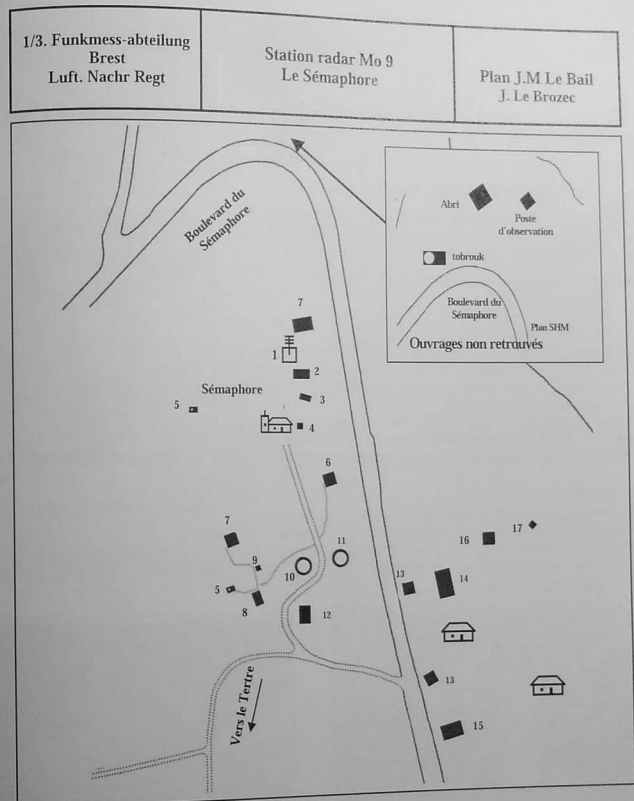 1/3. Funkmess-abteilung
Brest
Luft. Nachr Regt
Station radar Mo 9
Le Sémaphore
Plan J.M Le Bail
J. Le Brozec
Boulevard du
Sémaphore
Abri
Poste
d'observation
tobrouk
Boulevard du
Sémaphore
Plan SHM
Ouvrages non retrouvés
7
1
2
Sémaphore
3
5
4
6
7
11
17
16
9
10
13
14
5
8
12
13
15
Vers le Tertre